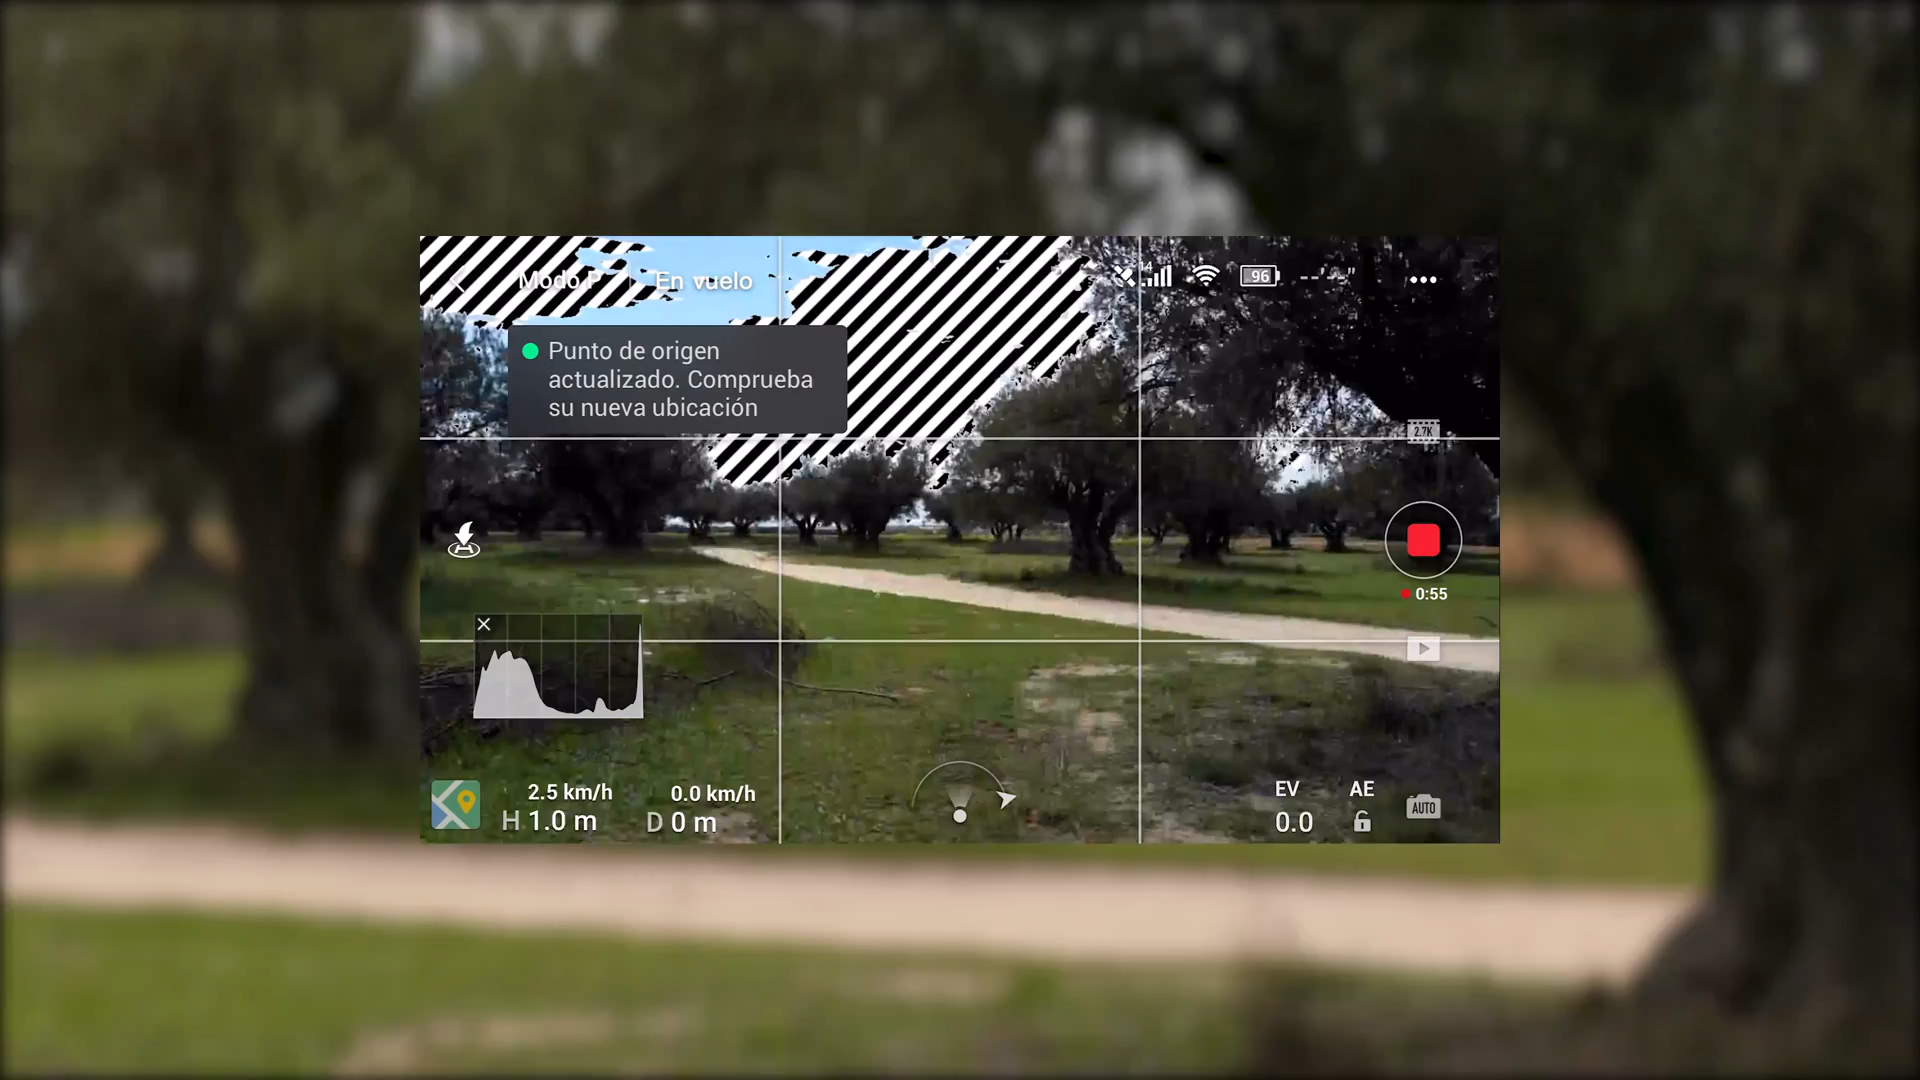 Modo P
En vuelo
14
96
--'--"
Punto de origen
actualizado. Comprueba
su nueva ubicación
2.7K
0:55
2.5 km/h
0.0 km/h
H 1.0 m
D 0 m
EV
AE
0.0
AUTO